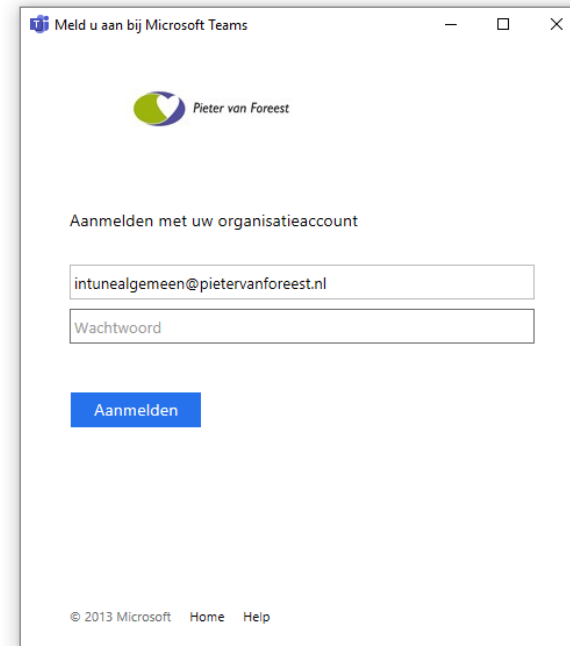 Meld u aan bij Microsoft Teams
Pieter van Foreest
Aanmelden met uw organisatieaccount
intunealgemeen@pietervanforeest.nl
Wachtwoord
Aanmelden
© 2013 Microsoft Home Help